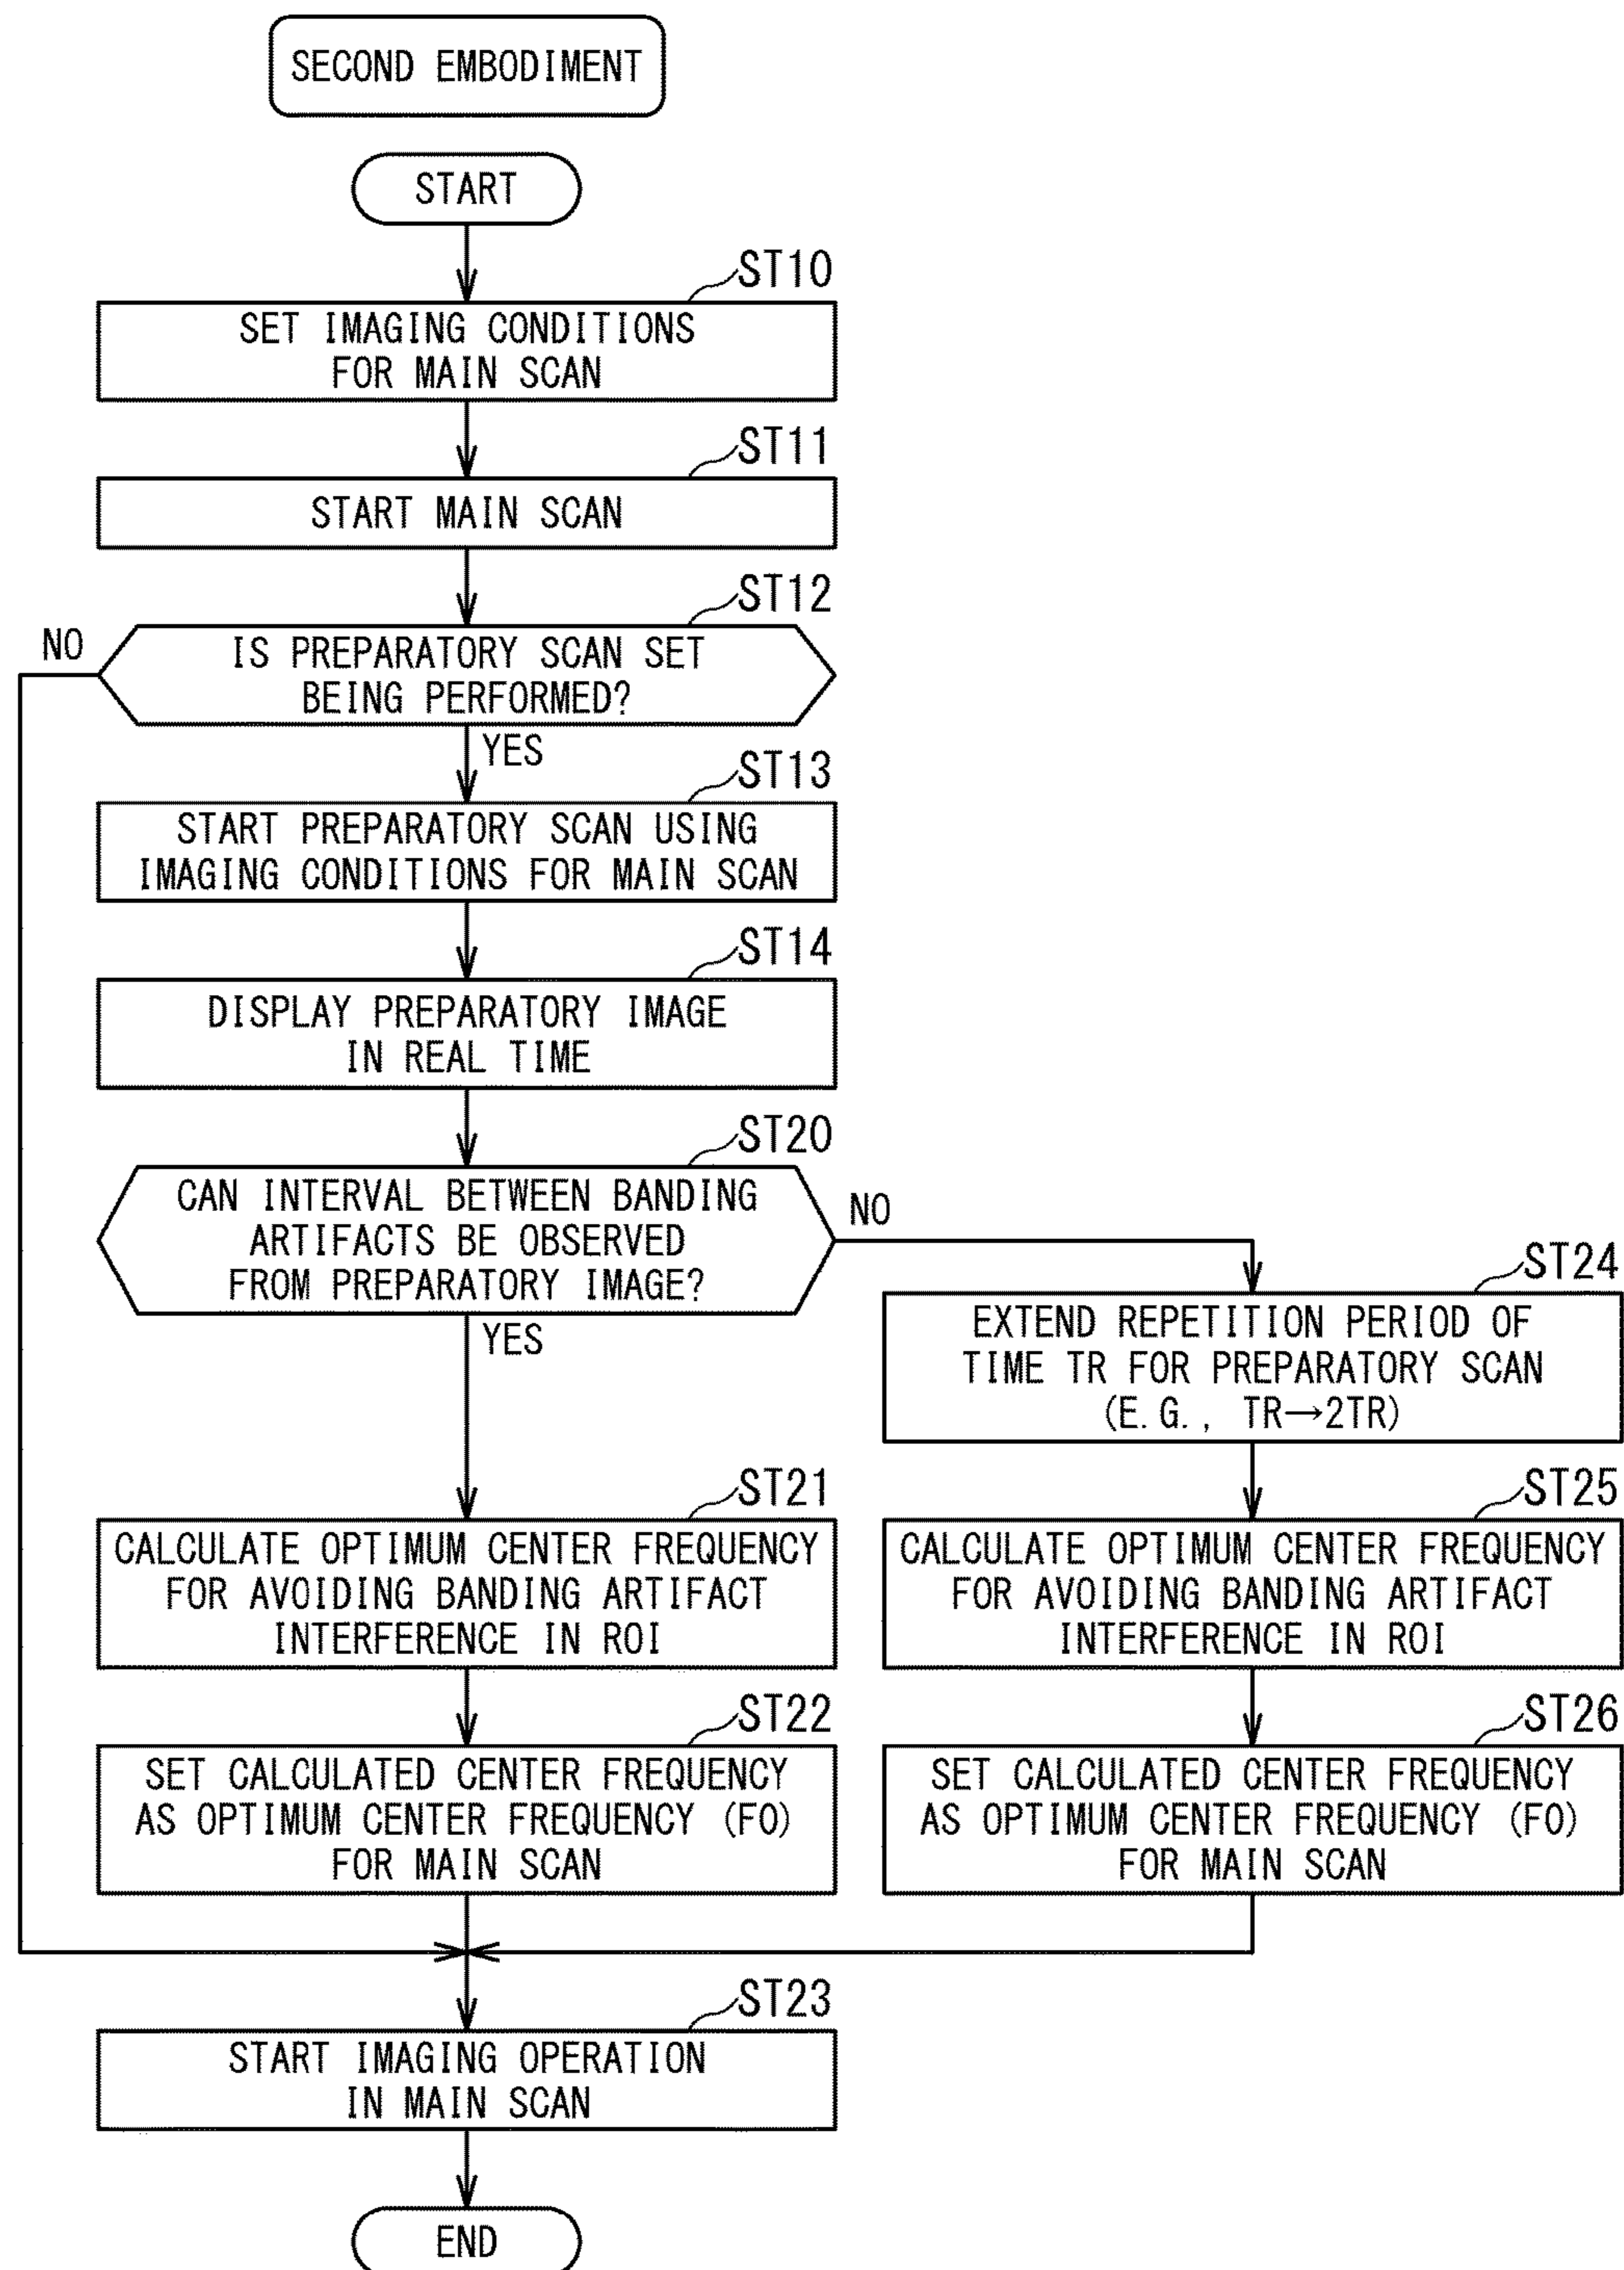 SECOND EMBODIMENT
START
ST10
SET IMAGING CONDITIONS
FOR MAIN SCAN
ST11
START MAIN SCAN
ST12
NO
IS PREPARATORY SCAN SET
BEING PERFORMED?
YES
ST13
START PREPARATORY SCAN USING
IMAGING CONDITIONS FOR MAIN SCAN
ST14
DISPLAY PREPARATORY IMAGE
IN REAL TIME
ST20
CAN INTERVAL BETWEEN BANDING
ARTIFACTS BE OBSERVED
FROM PREPARATORY IMAGE?
NO
YES
ST24
EXTEND REPETITION PERIOD OF
TIME TR FOR PREPARATORY SCAN
(E.G., TR→2TR)
ST21
CALCULATE OPTIMUM CENTER FREQUENCY
FOR AVOIDING BANDING ARTIFACT
INTERFERENCE IN ROI
ST25
CALCULATE OPTIMUM CENTER FREQUENCY
FOR AVOIDING BANDING ARTIFACT
INTERFERENCE IN ROI
ST22
SET CALCULATED CENTER FREQUENCY
AS OPTIMUM CENTER FREQUENCY (F0)
FOR MAIN SCAN
ST26
SET CALCULATED CENTER FREQUENCY
AS OPTIMUM CENTER FREQUENCY (F0)
FOR MAIN SCAN
ST23
START IMAGING OPERATION
IN MAIN SCAN
END